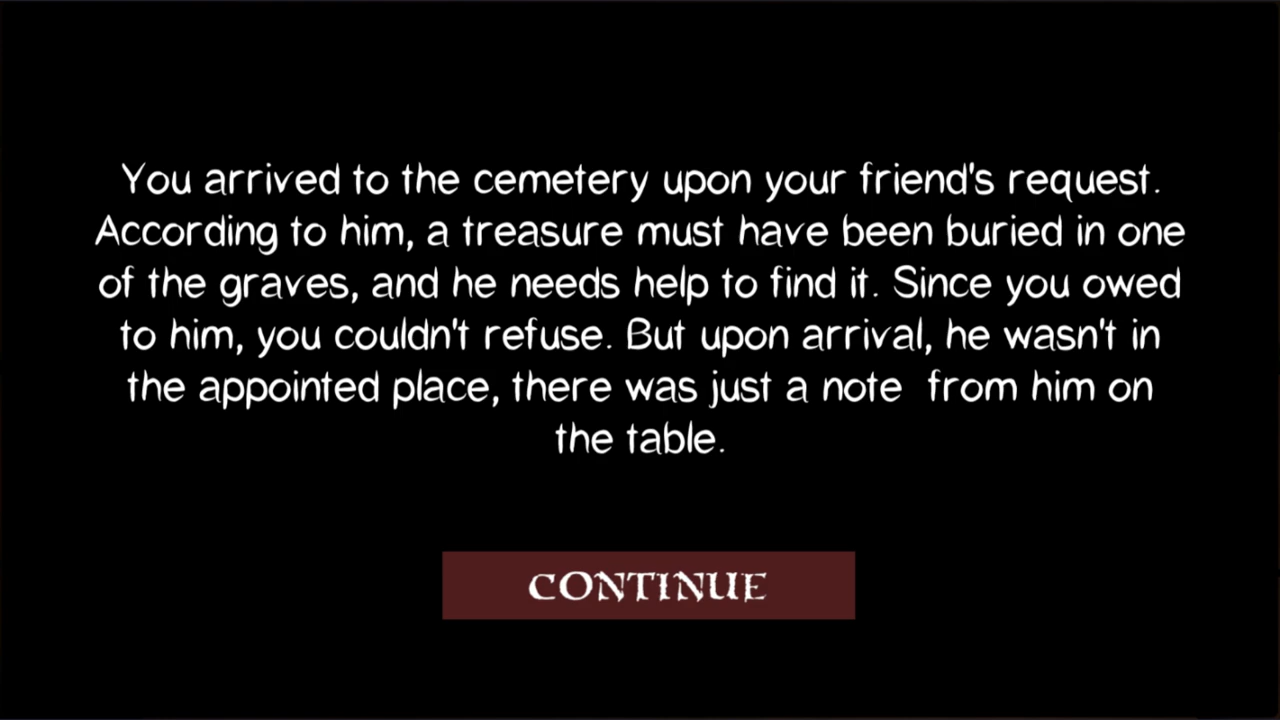 You arrived to the cemetery upon your friend's request.
According to him, a treasure must have been buried in one
of the graves, and he needs help to find it. Since you owed
to him, you couldn't refuse. But upon arrival, he wasn't in
the appointed place, there was just a note  from him on
the table.
CONTINUE